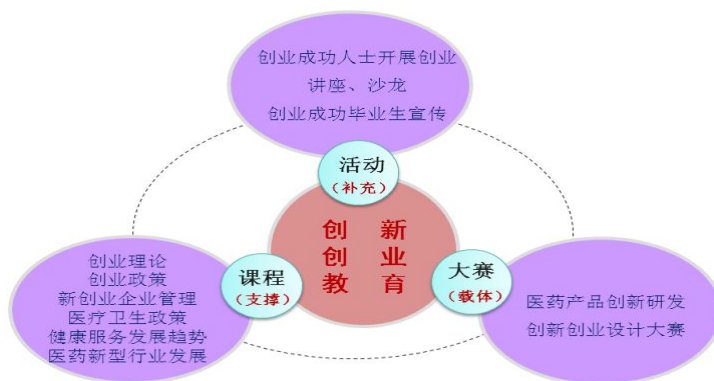 创业成功人士开展创业
讲座、沙龙
创业成功毕业生宣传
活动
（补充）
创 新
创 业
教 育
创业理论
创业政策
新创业企业管理
医疗卫生政策
健康服务发展趋势
医药新型行业发展
课程
（支撑）
大赛
（载体）
医药产品创新研发
创新创业设计大赛